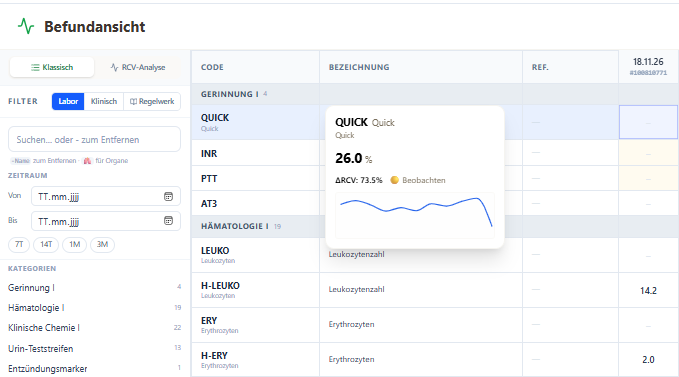 Befundansicht
Klassisch
RCV-Analyse
FILTER
Labor
Klinisch
Regelwerk
Suchen... oder - zum Entfernen
-Name zum Entfernen · für Organe
ZEITRAUM
Von TT.mm.jjjj
Bis TT.mm.jjjj
7T 14T 1M 3M
KATEGORIEN
Gerinnung I 4
Hämatologie I 19
Klinische Chemie I 22
Urin-Teststreifen 13
Entzündungsmarker 1
CODE BEZEICHNUNG REF. 18.11.26
#100810771
GERINNUNG I 4
QUICK
Quick
INR
PTT
AT3
QUICK Quick
Quick
26.0 %
ΔRCV: 73.5% Beobachten
HÄMATOLOGIE I 19
LEUKO
Leukozyten
Leukozytenzahl
H-LEUKO
Leukozyten
Leukozytenzahl
14.2
ERY
Erythrozyten
Erythrozyten
H-ERY
Erythrozyten
Erythrozyten
2.0